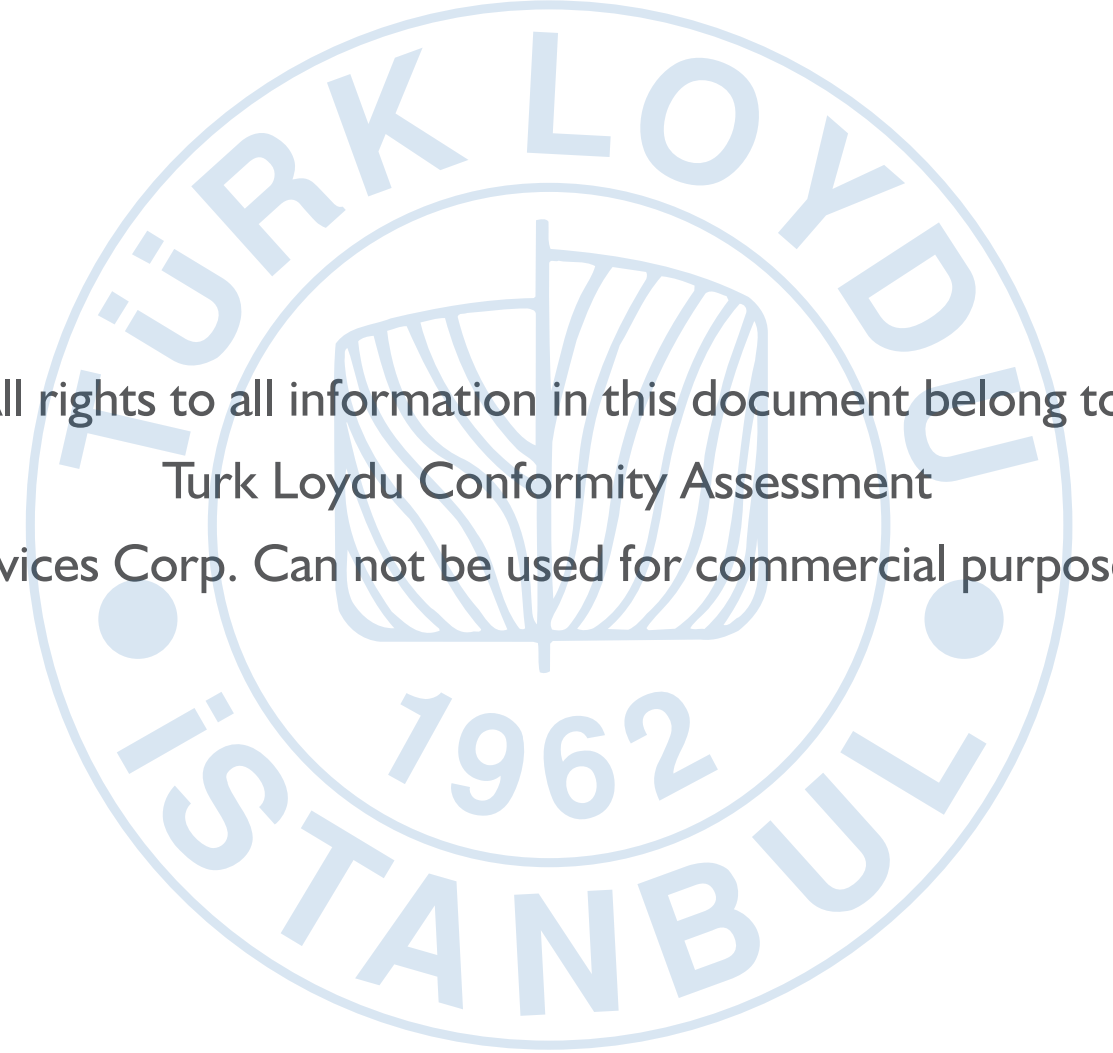 TÜRK LOYDU
ll rights to all information in this document belong to
Turk Loydu Conformity Assessment
vices Corp. Can not be used for commercial purpose
1962
İSTANBUL